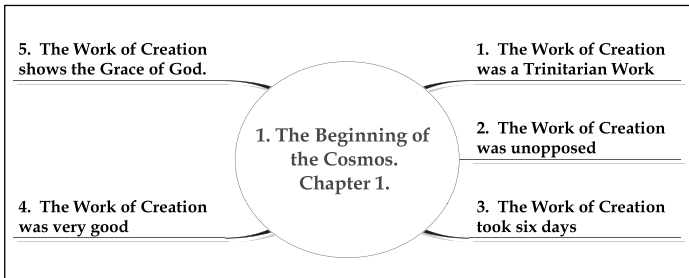 1. The Beginning of
the Cosmos.
Chapter 1.
1. The Work of Creation
was a Trinitarian Work
2. The Work of Creation
was unopposed
3. The Work of Creation
took six days
4. The Work of Creation
was very good
5. The Work of Creation
shows the Grace of God.